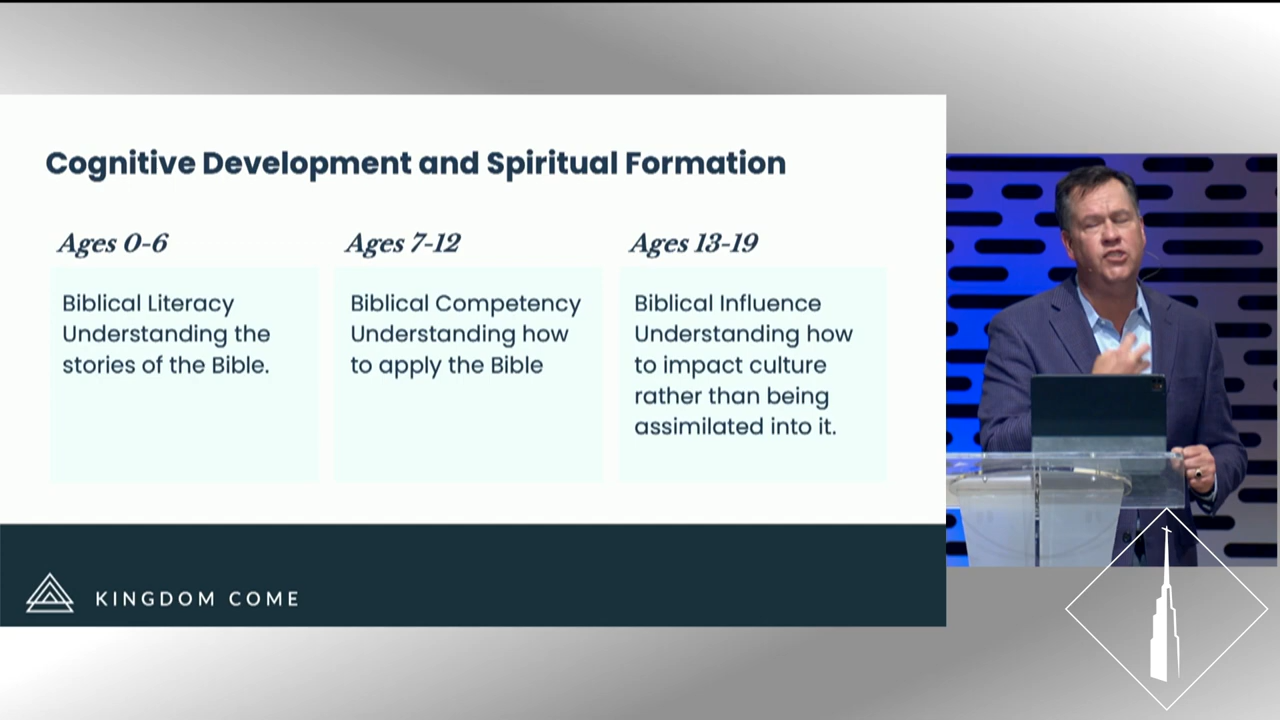 Cognitive Development and Spiritual Formation
Ages 0-6
Biblical Literacy
Understanding the
stories of the Bible.
Ages 7-12
Biblical Competency
Understanding how
to apply the Bible
Ages 13-19
Biblical Influence
Understanding how
to impact culture
rather than being
assimilated into it.
KINGDOM COME